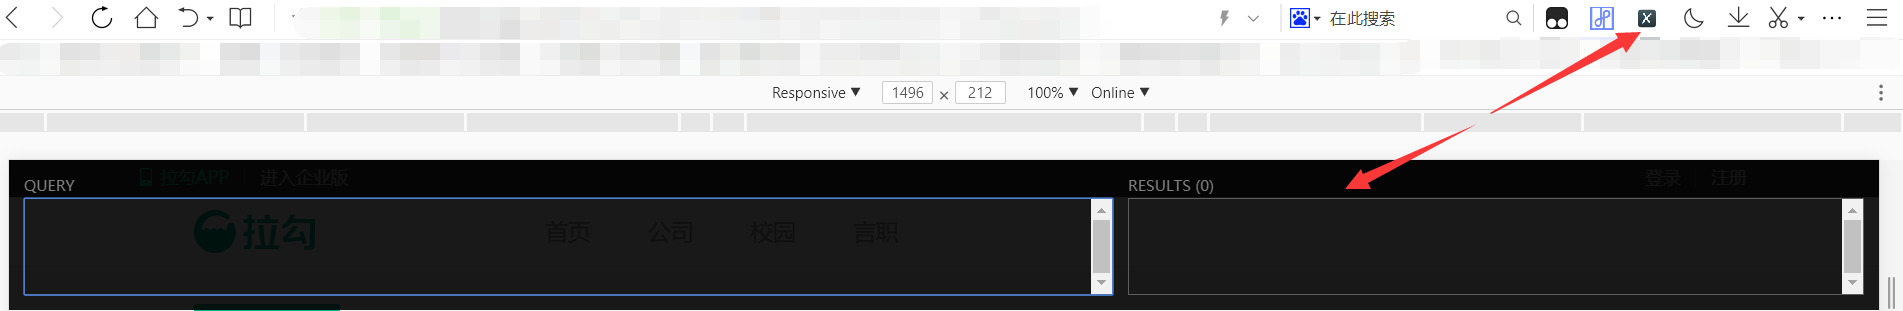 在此搜索
Responsive ▼ 1496 × 212 100% ▼ Online ▼
拉勾APP 进入企业版 登录 注册
QUERY RESULTS (0)
拉勾 首页 公司 校园 言职